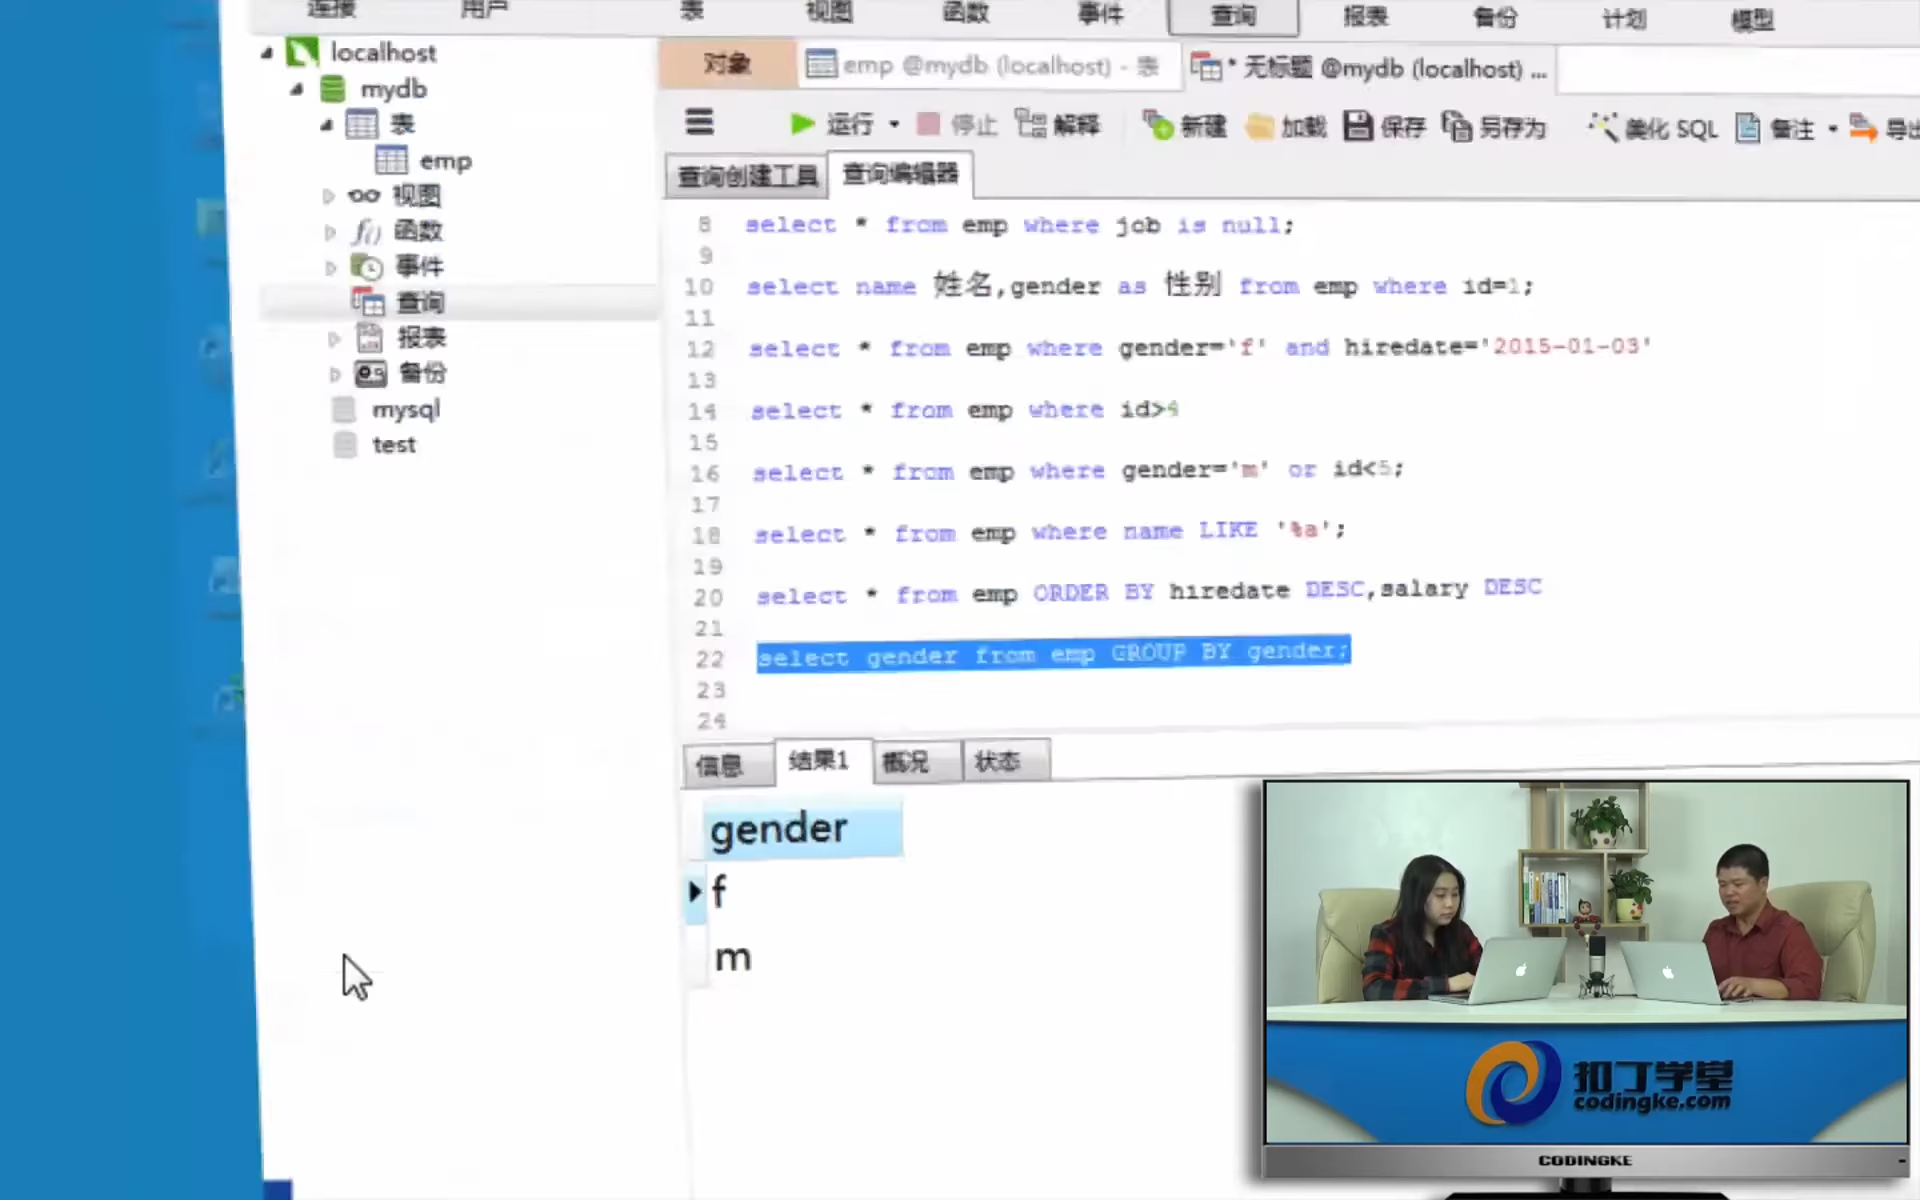 连接 用户 表 视图 函数 事件 查询 报表 备份 计划 模型
localhost
mydb
表
emp
视图
函数
事件
查询
报表
备份
mysql
test
对象 emp @mydb (localhost) - 表 * 无标题 @mydb (localhost) ...
运行 停止 解释 新建 加载 保存 另存为 美化 SQL 备注 导出
查询创建工具 查询编辑器
8 select * from emp where job is null;
9
10 select name 姓名,gender as 性别 from emp where id=1;
11
12 select * from emp where gender='f' and hiredate='2015-01-03'
13
14 select * from emp where id>4
15
16 select * from emp where gender='m' or id<5;
17
18 select * from emp where name LIKE '%a';
19
20 select * from emp ORDER BY hiredate DESC,salary DESC
21
22 select gender from emp GROUP BY gender;
23
24
信息 结果1 概况 状态
gender
f
m
扣丁学堂
codingke.com
CODINGKE